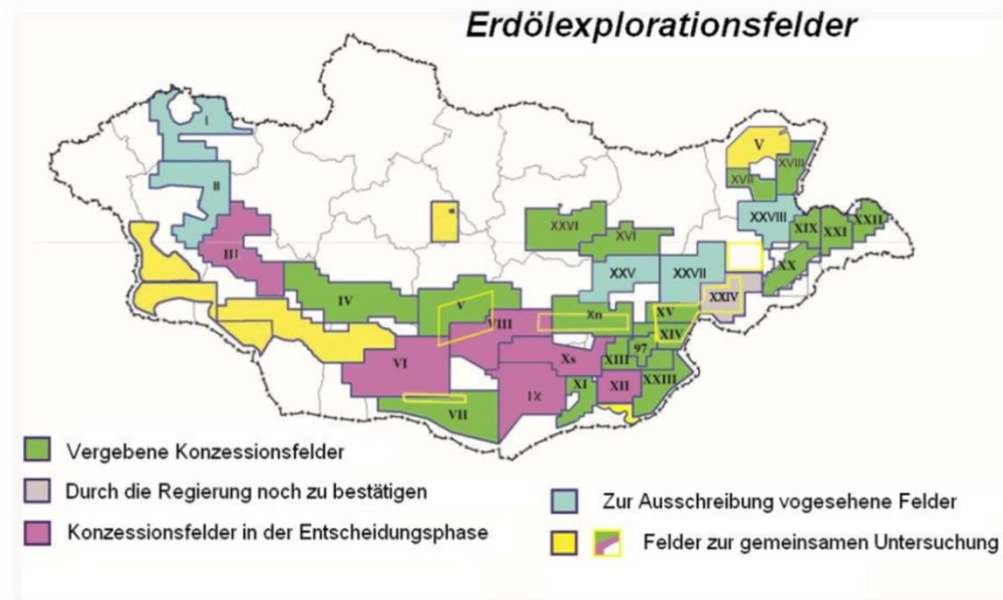 Erdölexplorationsfelder
I
II
III
IV
V
VIII
VI
VII
IX
Xs
Xn
XI
XII
XIII
97
XIV
XV
XXIII
XXIV
XXV
XXVI
XVI
XXVII
XXVIII
V
XVII
XVIII
XIX
XXI
XXII
XX
Vergebene Konzessionsfelder
Durch die Regierung noch zu bestätigen
Konzessionsfelder in der Entscheidungsphase
Zur Ausschreibung vogesehene Felder
Felder zur gemeinsamen Untersuchung